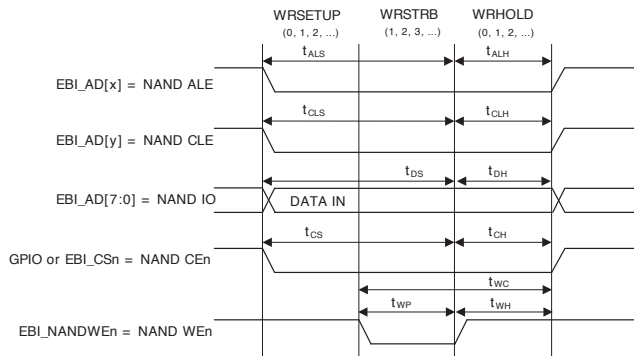 WRSETUP WRSTRB WRHOLD
(0, 1, 2, ...) (1, 2, 3, ...) (0, 1, 2, ...)
tALS tALH
EBI_AD[x] = NAND ALE
tCLS tCLH
EBI_AD[y] = NAND CLE
tDS tDH
EBI_AD[7:0] = NAND IO DATA IN
tCS tCH
GPIO or EBI_CSn = NAND CEn
tWC
tWP tWH
EBI_NANDWEn = NAND WEn